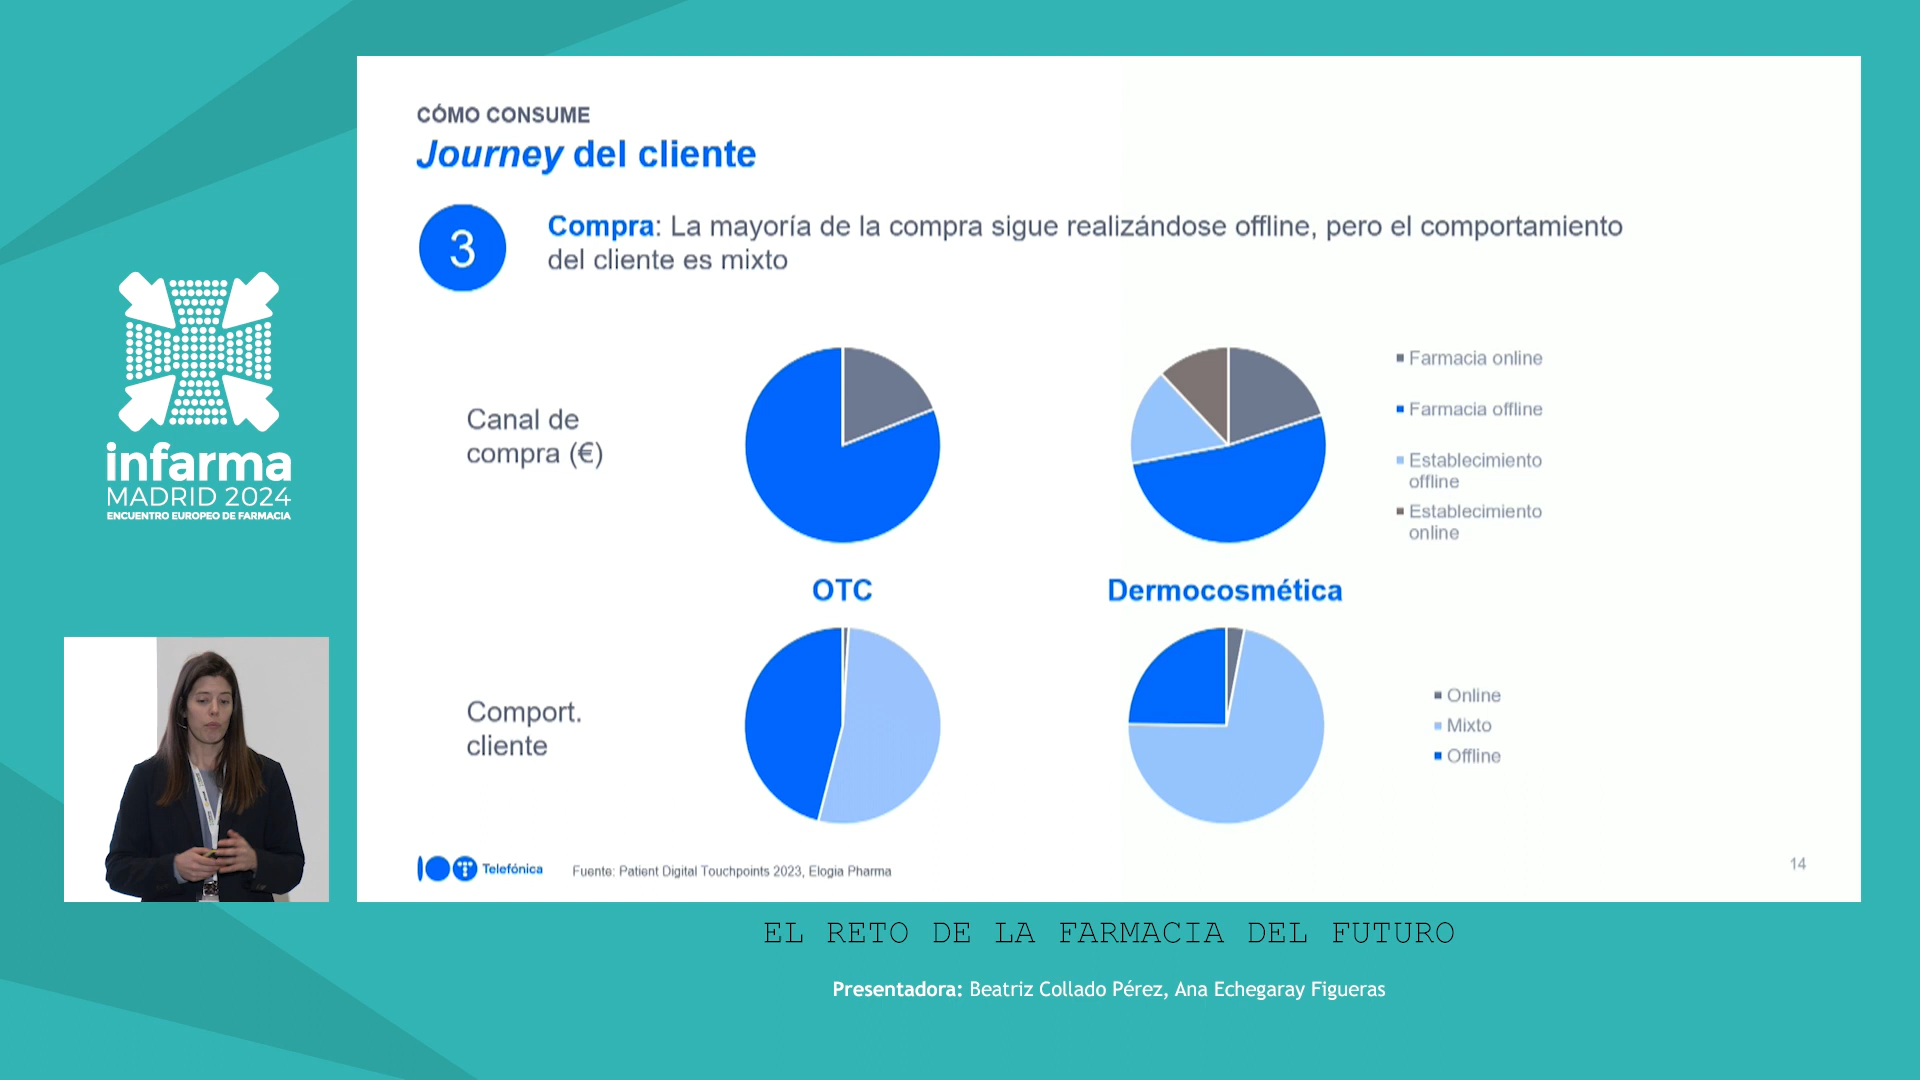 CÓMO CONSUME
Journey del cliente
3
Compra: La mayoría de la compra sigue realizándose offline, pero el comportamiento
del cliente es mixto
Canal de
compra (€)
Farmacia online
Farmacia offline
Establecimiento
offline
Establecimiento
online
OTC
Dermocosmética
Comport.
cliente
Online
Mixto
Offline
Telefónica
Fuente: Patient Digital Touchpoints 2023, Elogia Pharma
14
infarma
MADRID 2024
ENCUENTRO EUROPEO DE FARMACIA
EL RETO DE LA FARMACIA DEL FUTURO
Presentadora: Beatriz Collado Pérez, Ana Echegaray Figueras